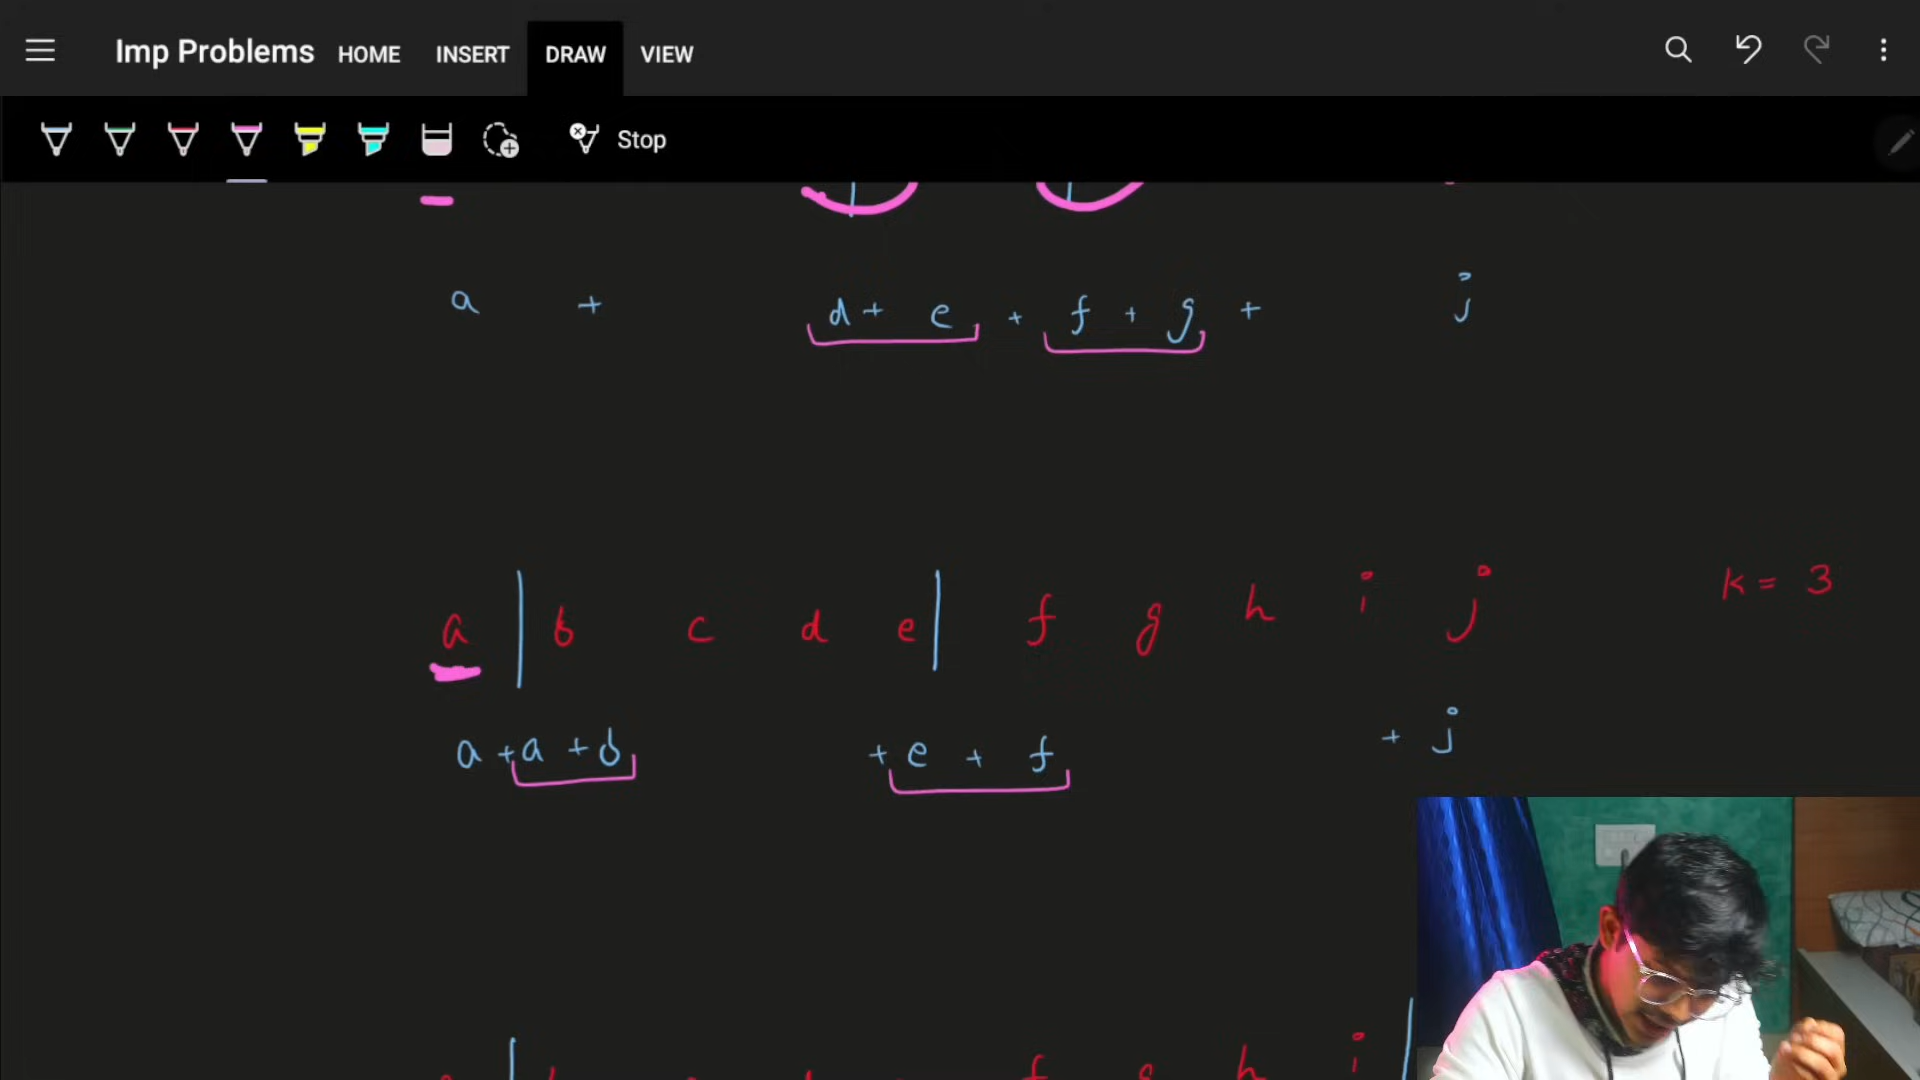 Imp Problems HOME INSERT DRAW VIEW
Stop
a + d + e + f + g + j
a | b c d e | f g h i j k = 3
a + a + b + e + f + j
f g h i